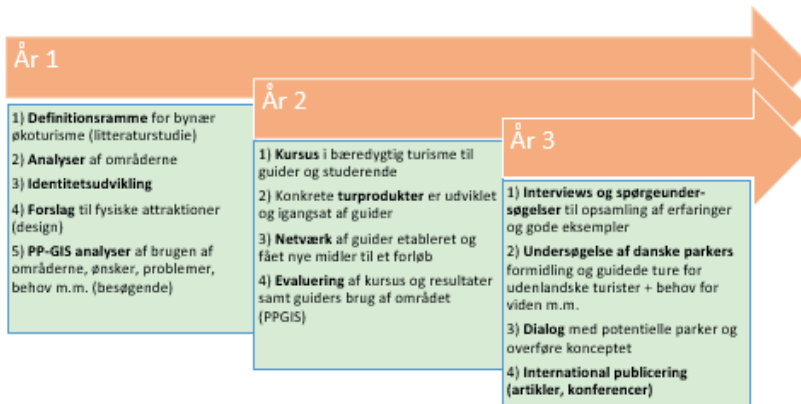 År 1
1) Definitionsramme for bynær
økoturisme (litteraturstudie)
2) Analyser af områderne
3) Identitetsudvikling
4) Forslag til fysiske attraktioner
(design)
5) PP-GIS analyser af brugen af
områderne, ønsker, problemer,
behov m.m. (besøgende)
År 2
1) Kursus i bæredygtig turisme til
guider og studerende
2) Konkrete turprodukter er udviklet
og igangsat af guider
3) Netværk af guider etableret og
fået nye midler til et forløb
4) Evaluering af kursus og resultater
samt guiders brug af området
(PPGIS)
År 3
1) Interviews og spørgeunder-
søgelser til opsamling af erfaringer
og gode eksempler
2) Undersøgelse af danske parkers
formidling og guidede ture for
udenlandske turister + behov for
viden m.m.
3) Dialog med potentielle parker og
overføre konceptet
4) International publicering
(artikler, konferencer)